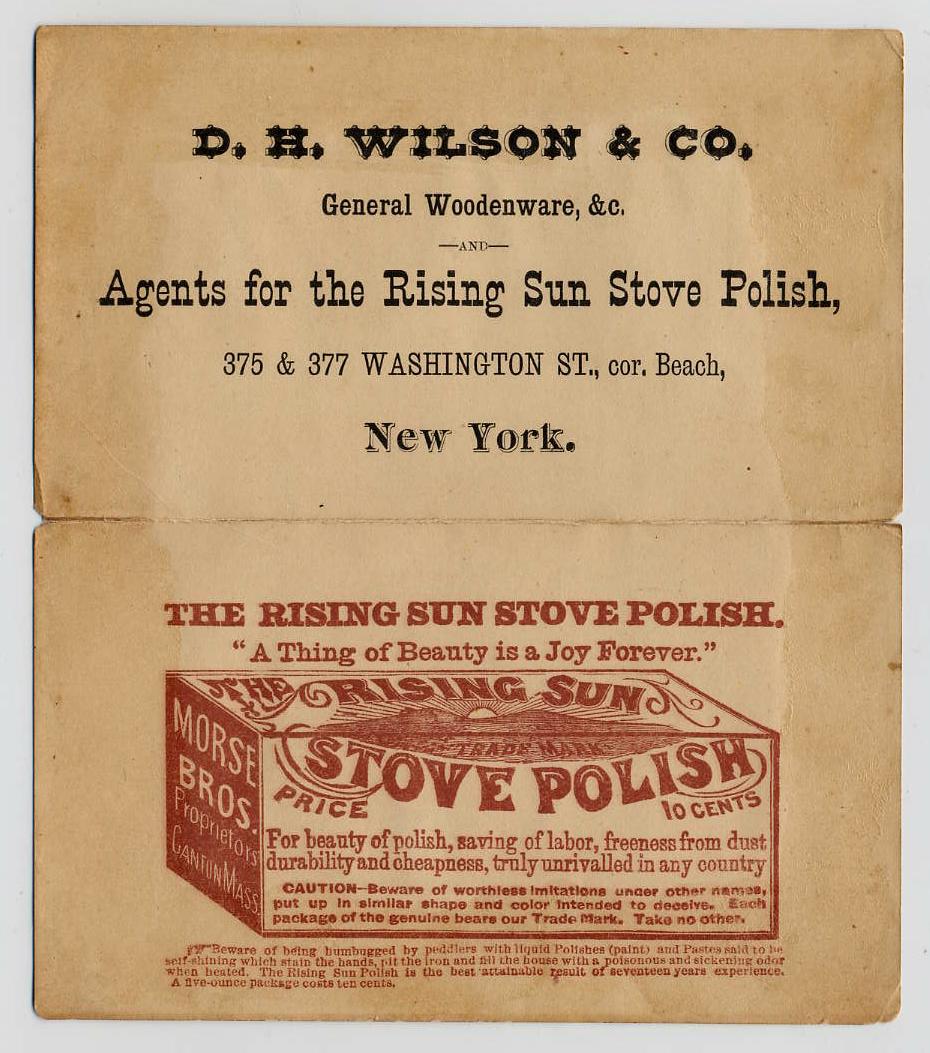 D. H. WILSON & CO.
General Woodenware, &c.
—AND—
Agents for the Rising Sun Stove Polish,
375 & 377 WASHINGTON ST., cor. Beach,
New York.
THE RISING SUN STOVE POLISH.
"A Thing of Beauty is a Joy Forever."
THE RISING SUN
TRADE MARK
STOVE POLISH
PRICE 10 CENTS
MORSE
BROS.
Proprietors
CANTON MASS
For beauty of polish, saving of labor, freeness from dust
durability and cheapness, truly unrivalled in any country
CAUTION—Beware of worthless imitations under other names,
put up in similar shape and color intended to deceive. Each
package of the genuine bears our Trade Mark. Take no other.
☞Beware of being humbugged by peddlers with liquid Polishes (paint) and Pastes said to be
self-shining which stain the hands, pit the iron and fill the house with a poisonous and sickening odor
when heated. The Rising Sun Polish is the best attainable result of seventeen years experience.
A five-ounce package costs ten cents.